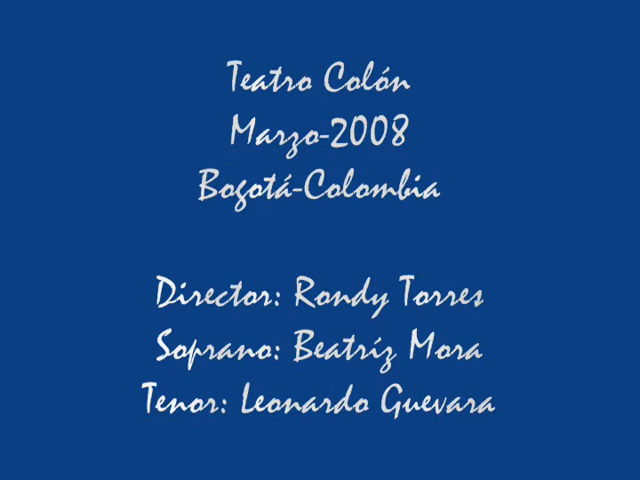 Teatro Colón
Marzo-2008
Bogotá-Colombia
Director: Rondy Torres
Soprano: Beatríz Mora
Tenor: Leonardo Guevara